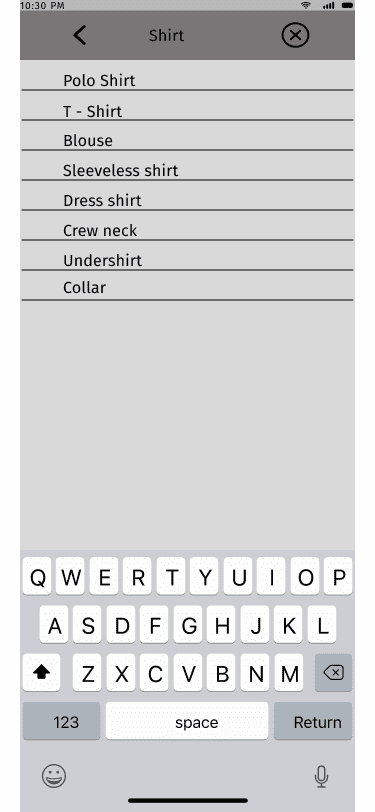 10:30 PM
Shirt
Polo Shirt
T - Shirt
Blouse
Sleeveless shirt
Dress shirt
Crew neck
Undershirt
Collar
Q W E R T Y U I O P
A S D F G H J K L
Z X C V B N M
123 space Return